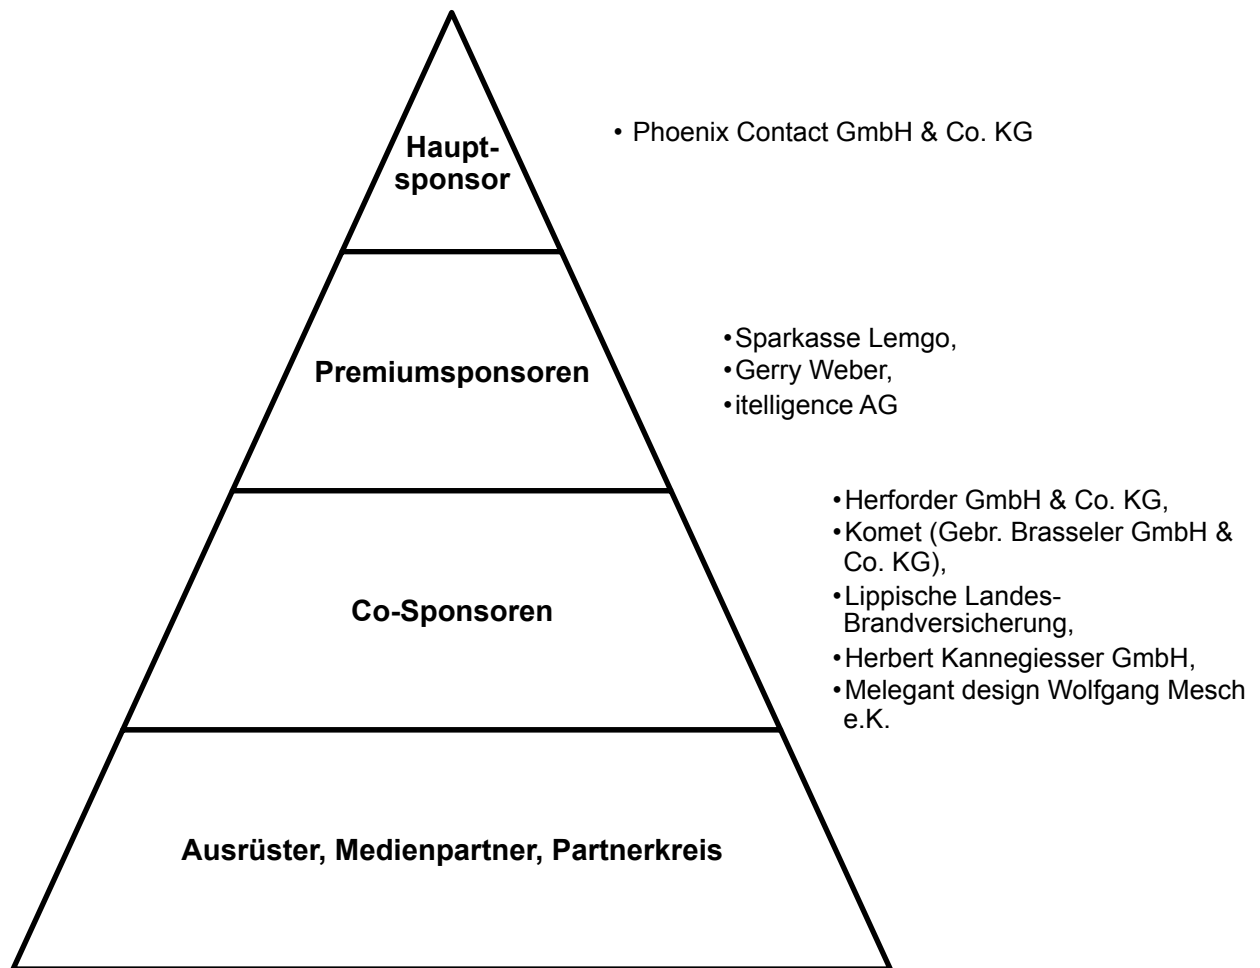 Haupt-
sponsor
• Phoenix Contact GmbH & Co. KG
Premiumsponsoren
•Sparkasse Lemgo,
•Gerry Weber,
•itelligence AG
Co-Sponsoren
•Herforder GmbH & Co. KG,
•Komet (Gebr. Brasseler GmbH &
Co. KG),
•Lippische Landes-
Brandversicherung,
•Herbert Kannegiesser GmbH,
•Melegant design Wolfgang Mesch
e.K.
Ausrüster, Medienpartner, Partnerkreis